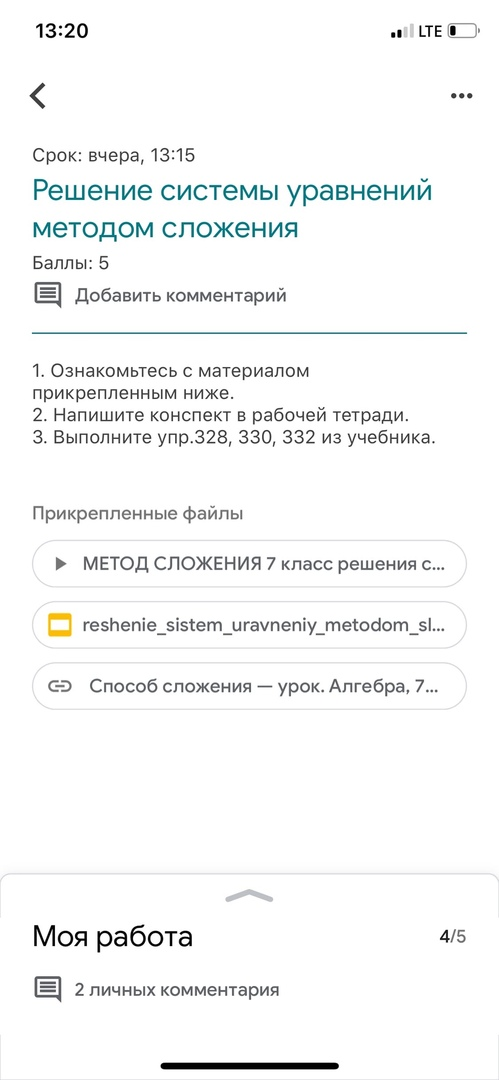 13:20
LTE
Срок: вчера, 13:15
Решение системы уравнений
методом сложения
Баллы: 5
Добавить комментарий
1. Ознакомьтесь с материалом
прикрепленным ниже.
2. Напишите конспект в рабочей тетради.
3. Выполните упр.328, 330, 332 из учебника.
Прикрепленные файлы
МЕТОД СЛОЖЕНИЯ 7 класс решения с...
reshenie_sistem_uravneniy_metodom_sl...
Способ сложения — урок. Алгебра, 7...
Моя работа
4/5
2 личных комментария